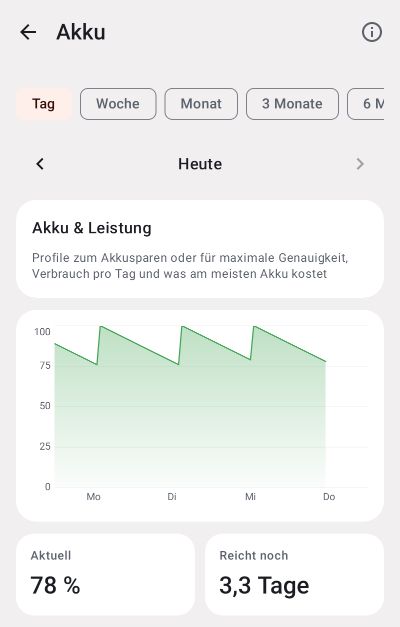 Akku
Tag
Woche
Monat
3 Monate
6 M
Heute
Akku & Leistung
Profile zum Akkusparen oder für maximale Genauigkeit,
Verbrauch pro Tag und was am meisten Akku kostet
100
75
50
25
0
Mo
Di
Mi
Do
Aktuell
Reicht noch
78 %
3,3 Tage